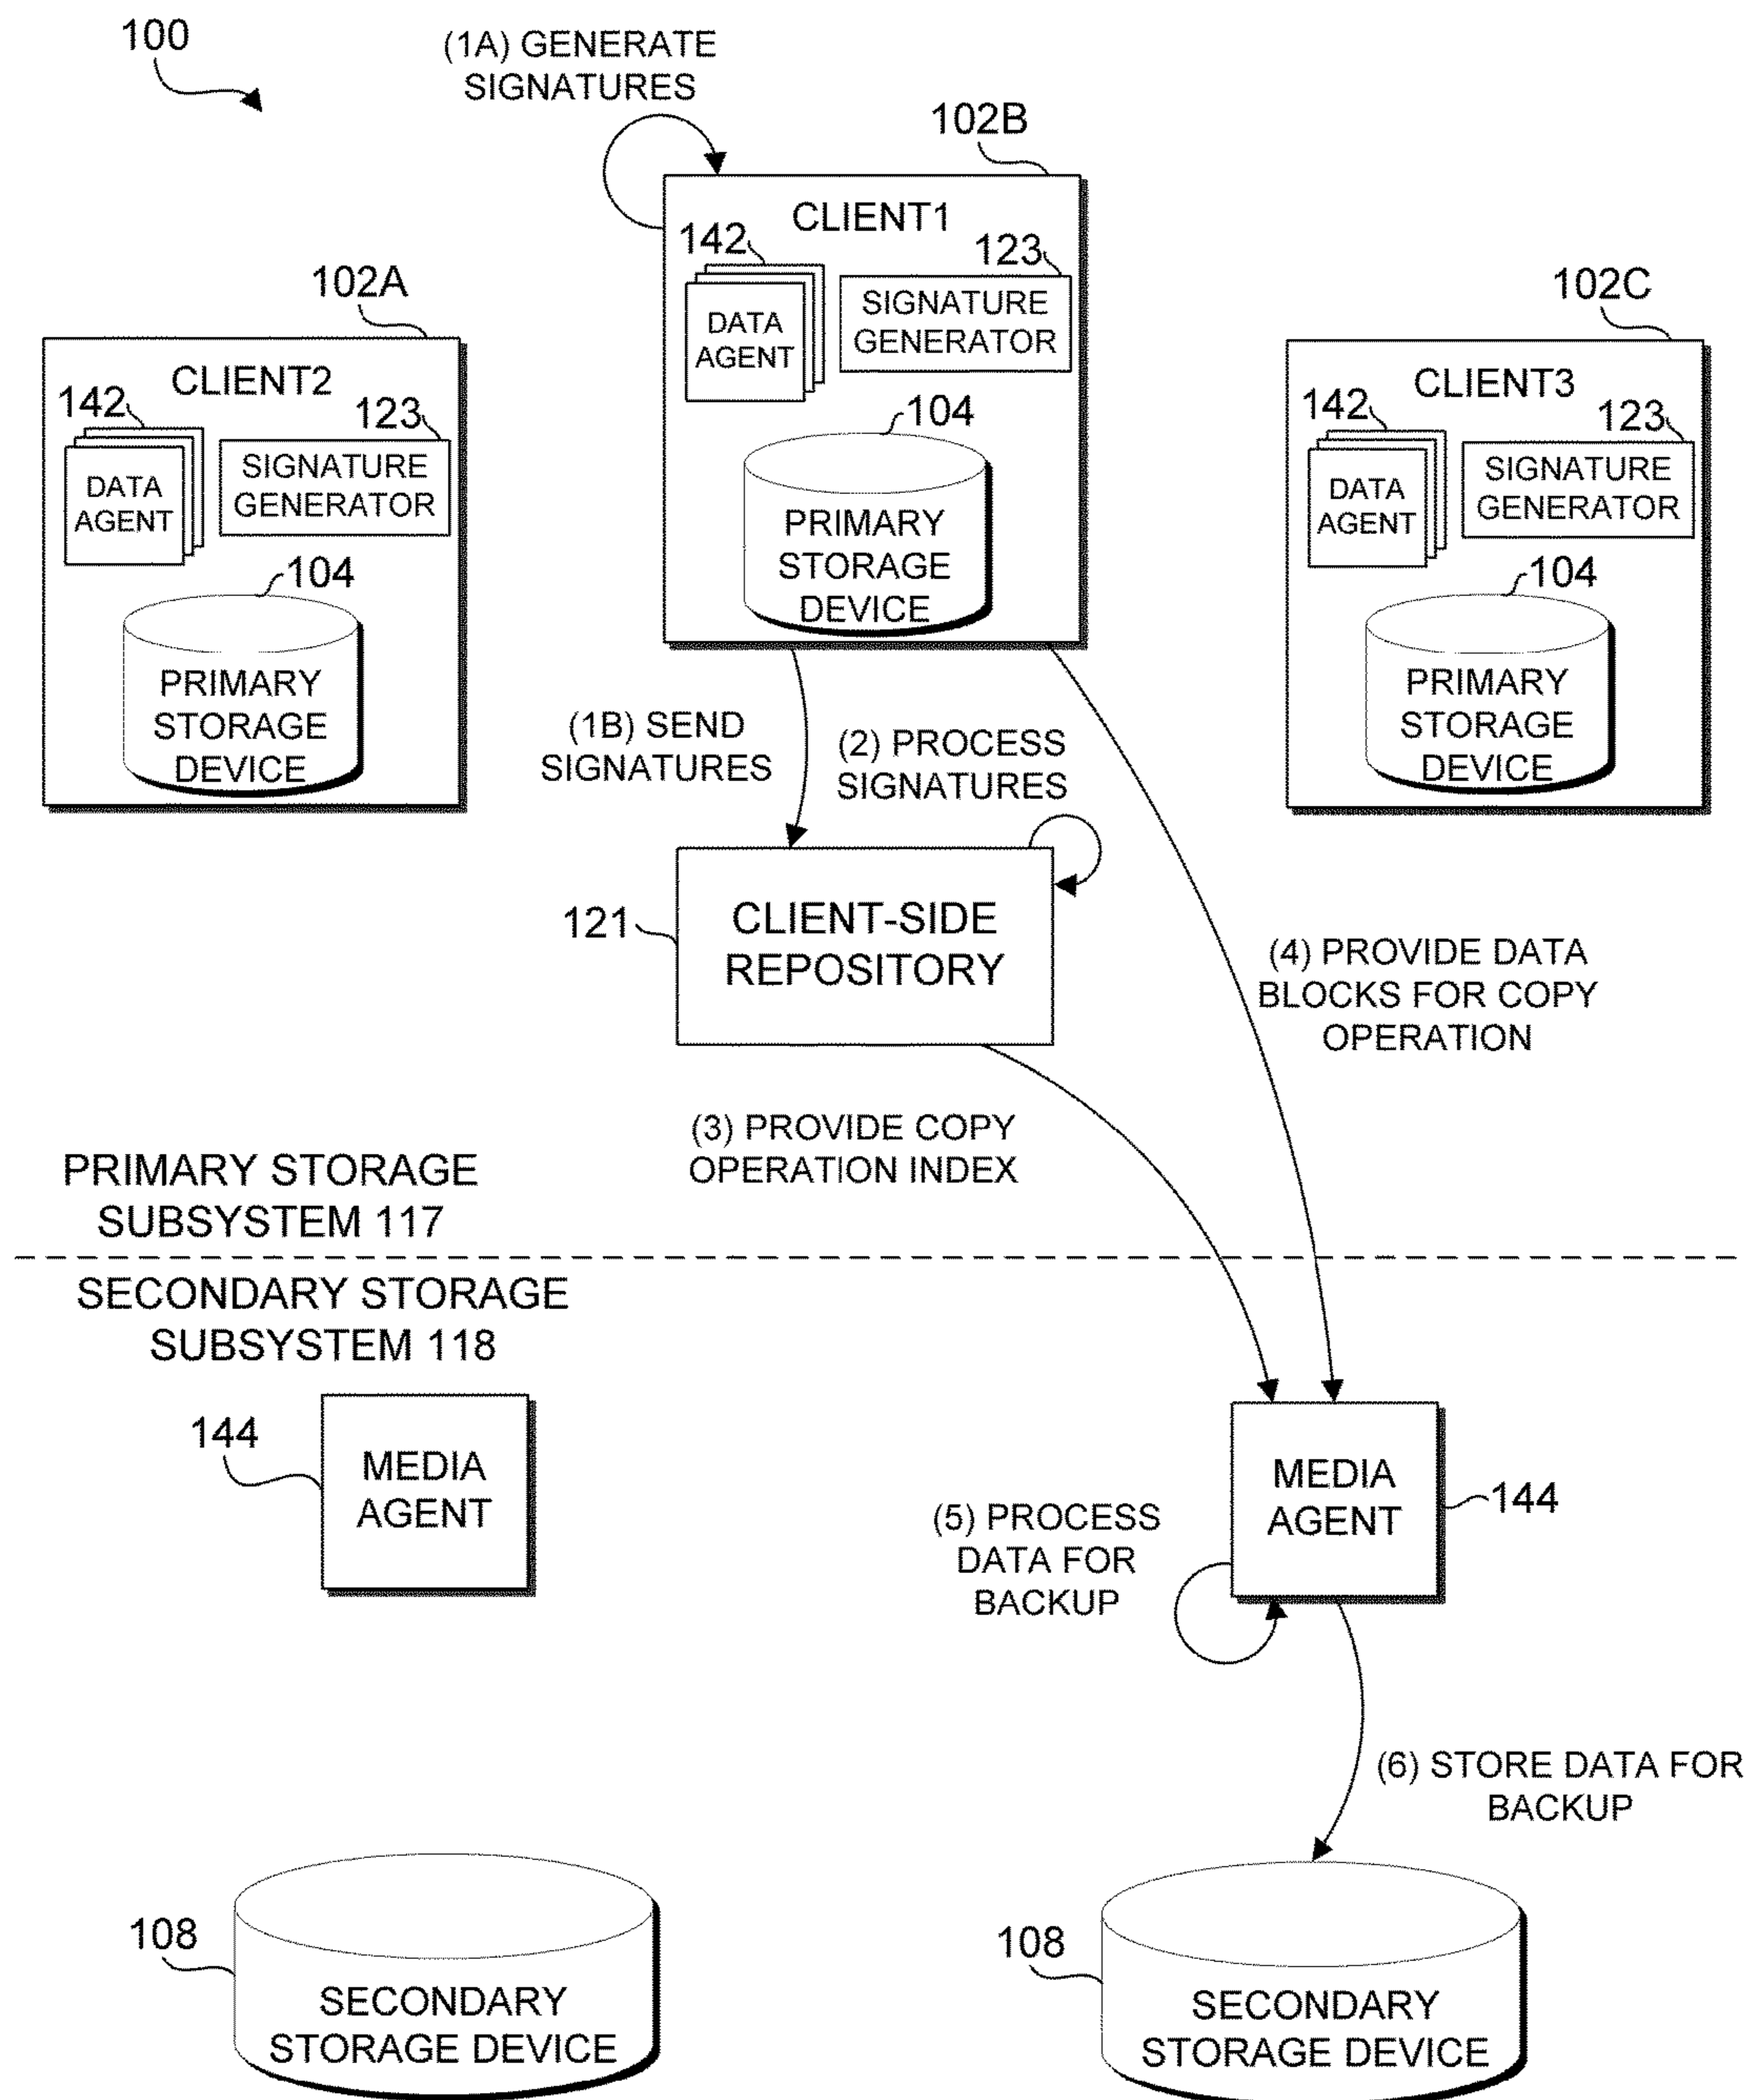 100
(1A) GENERATE
SIGNATURES
102B
CLIENT1
142
123
DATA
AGENT
SIGNATURE
GENERATOR
104
PRIMARY
STORAGE
DEVICE
102A
CLIENT2
142
123
DATA
AGENT
SIGNATURE
GENERATOR
104
PRIMARY
STORAGE
DEVICE
102C
CLIENT3
142
123
DATA
AGENT
SIGNATURE
GENERATOR
104
PRIMARY
STORAGE
DEVICE
(1B) SEND
SIGNATURES
(2) PROCESS
SIGNATURES
121
CLIENT-SIDE
REPOSITORY
(4) PROVIDE DATA
BLOCKS FOR COPY
OPERATION
(3) PROVIDE COPY
OPERATION INDEX
PRIMARY STORAGE
SUBSYSTEM 117
SECONDARY STORAGE
SUBSYSTEM 118
144
MEDIA
AGENT
MEDIA
AGENT
144
(5) PROCESS
DATA FOR
BACKUP
(6) STORE DATA FOR
BACKUP
108
SECONDARY
STORAGE DEVICE
108
SECONDARY
STORAGE DEVICE